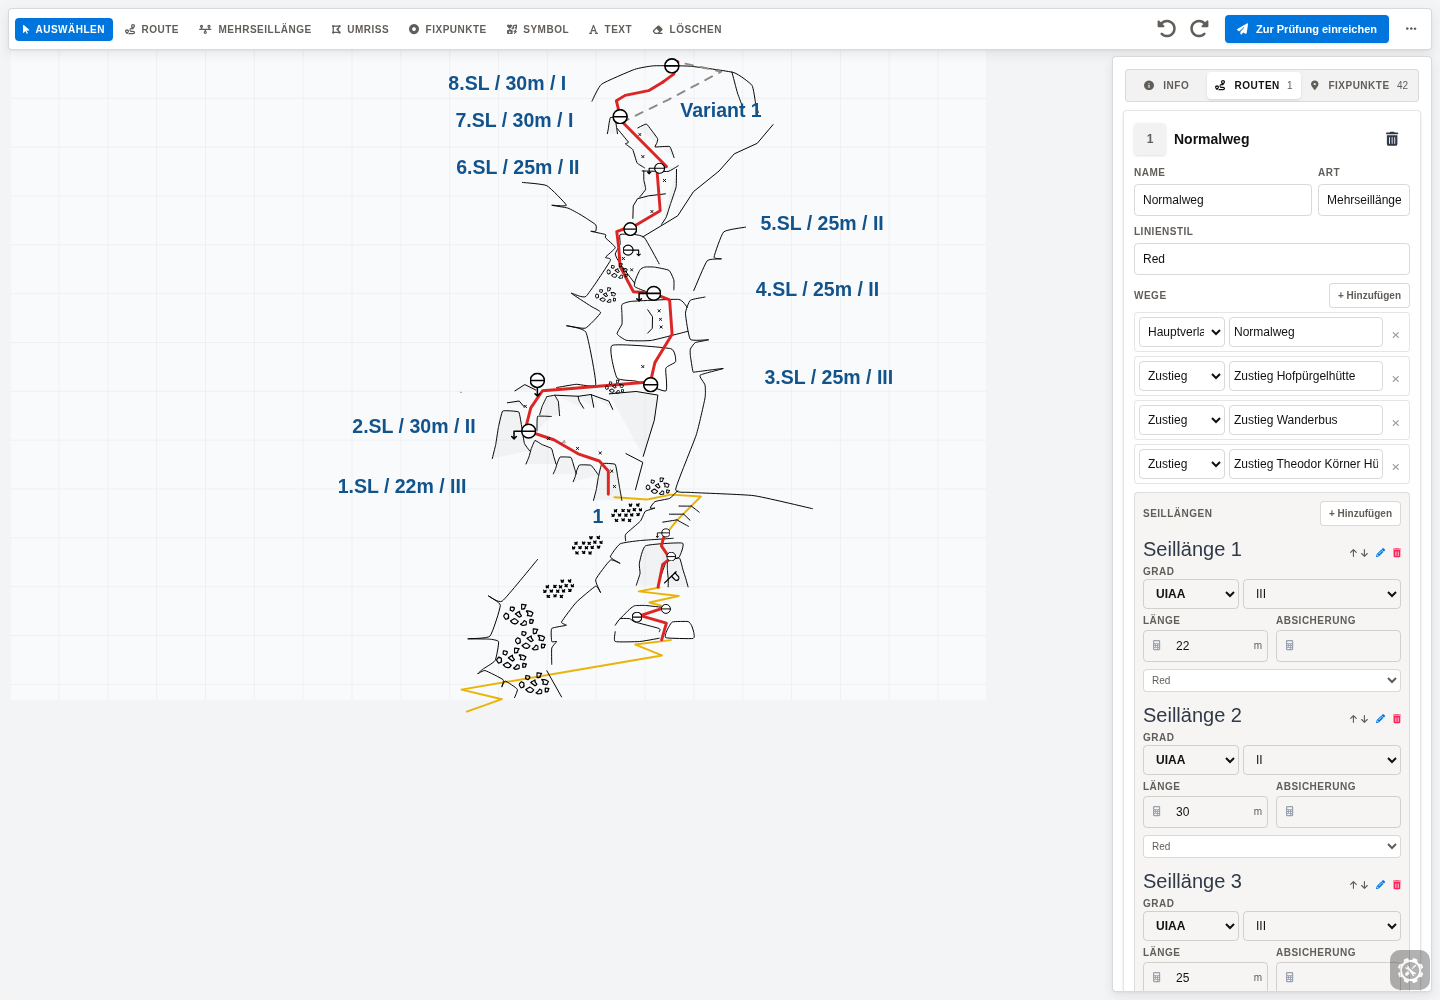 AUSWÄHLEN ROUTE MEHRSEILLÄNGE UMRISS FIXPUNKTE SYMBOL TEXT LÖSCHEN Zur Prüfung einreichen
8.SL / 30m / I
Variant 1
7.SL / 30m / I
6.SL / 25m / II
5.SL / 25m / II
4.SL / 25m / II
3.SL / 25m / III
2.SL / 30m / II
1.SL / 22m / III
1
INFO ROUTEN 1 FIXPUNKTE 42
1 Normalweg
NAME ART
Normalweg Mehrseillänge
LINIENSTIL
Red
WEGE + Hinzufügen
Hauptverla Normalweg
Zustieg Zustieg Hofpürgelhütte
Zustieg Zustieg Wanderbus
Zustieg Zustieg Theodor Körner Hü
SEILLÄNGEN + Hinzufügen
Seillänge 1
GRAD
UIAA III
LÄNGE ABSICHERUNG
22 m
Red
Seillänge 2
GRAD
UIAA II
LÄNGE ABSICHERUNG
30 m
Red
Seillänge 3
GRAD
UIAA III
LÄNGE ABSICHERUNG
25 m